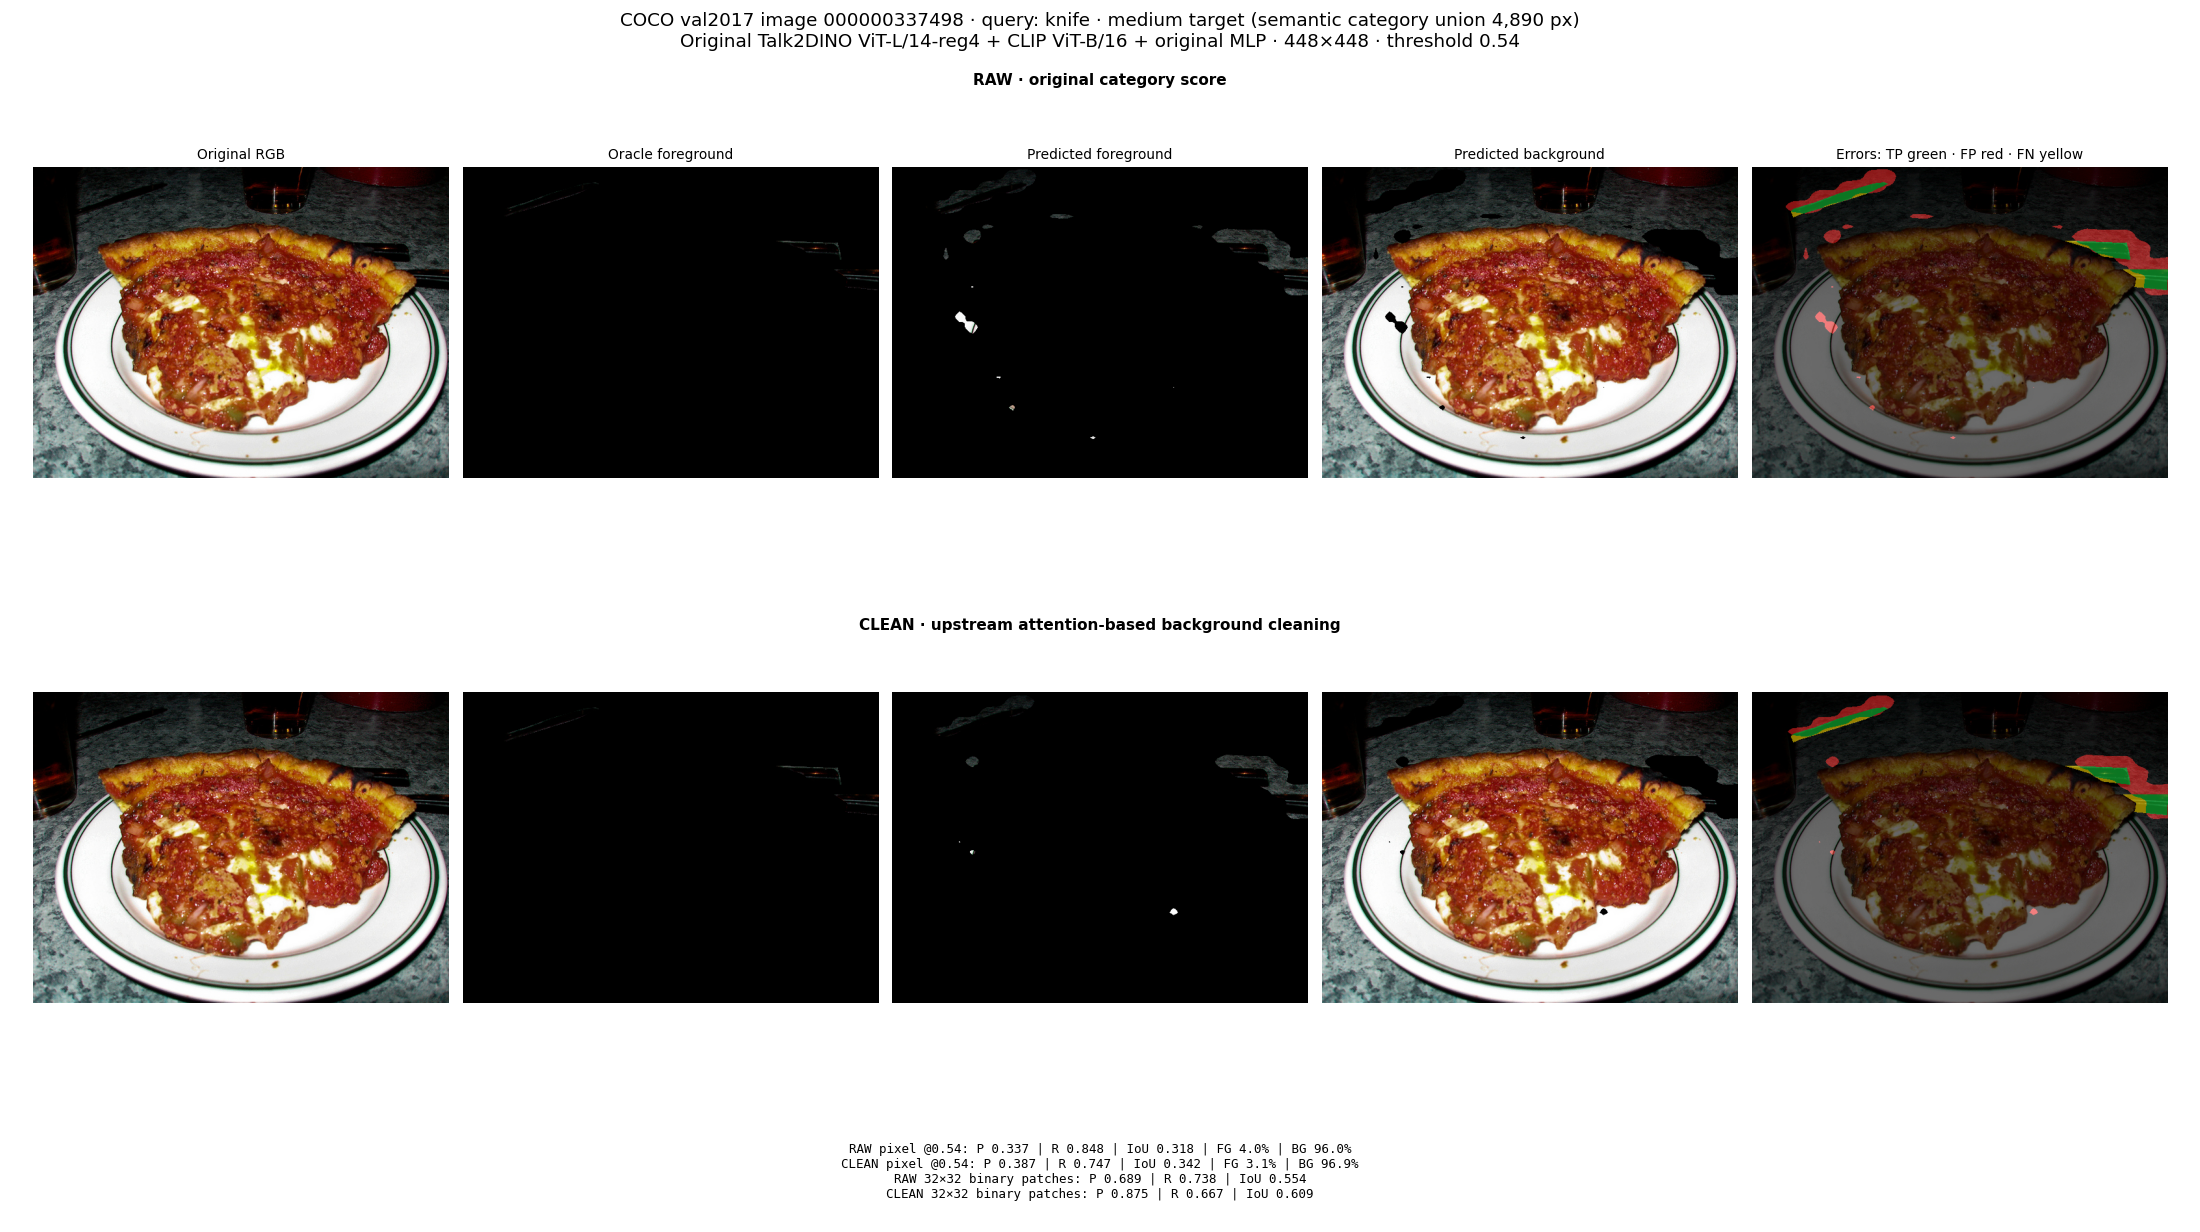 COCO val2017 image 000000337498 · query: knife · medium target (semantic category union 4,890 px)
Original Talk2DINO ViT-L/14-reg4 + CLIP ViT-B/16 + original MLP · 448×448 · threshold 0.54
RAW · original category score
Original RGB
Oracle foreground
Predicted foreground
Predicted background
Errors: TP green · FP red · FN yellow
CLEAN · upstream attention-based background cleaning
RAW pixel @0.54: P 0.337 | R 0.848 | IoU 0.318 | FG 4.0% | BG 96.0%
CLEAN pixel @0.54: P 0.387 | R 0.747 | IoU 0.342 | FG 3.1% | BG 96.9%
RAW 32×32 binary patches: P 0.689 | R 0.738 | IoU 0.554
CLEAN 32×32 binary patches: P 0.875 | R 0.667 | IoU 0.609